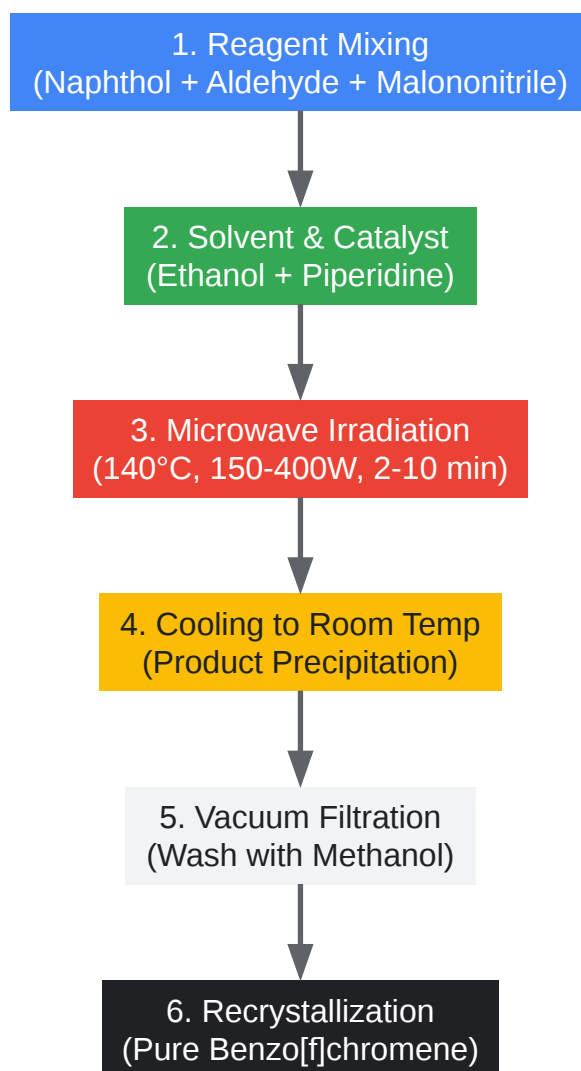 1. Reagent Mixing
(Naphthol + Aldehyde + Malononitrile)
2. Solvent & Catalyst
(Ethanol + Piperidine)
3. Microwave Irradiation
(140°C, 150-400W, 2-10 min)
4. Cooling to Room Temp
(Product Precipitation)
5. Vacuum Filtration
(Wash with Methanol)
6. Recrystallization
(Pure Benzo[f]chromene)